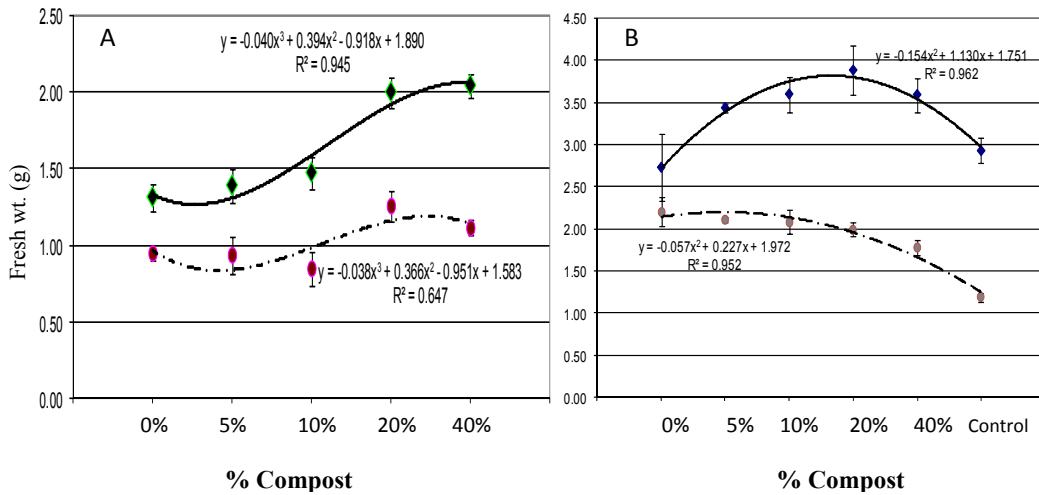 A
y = -0.040x³ + 0.394x² - 0.918x + 1.890
R² = 0.945
y = -0.038x³ + 0.366x² - 0.951x + 1.583
R² = 0.647
Fresh wt. (g)
2.50
2.00
1.50
1.00
0.50
0.00
0% 5% 10% 20% 40%
% Compost
B
y = -0.154x² + 1.130x + 1.751
R² = 0.962
y = -0.057x² + 0.227x + 1.972
R² = 0.952
4.50
4.00
3.50
3.00
2.50
2.00
1.50
1.00
0.50
0.00
0% 5% 10% 20% 40% Control
% Compost